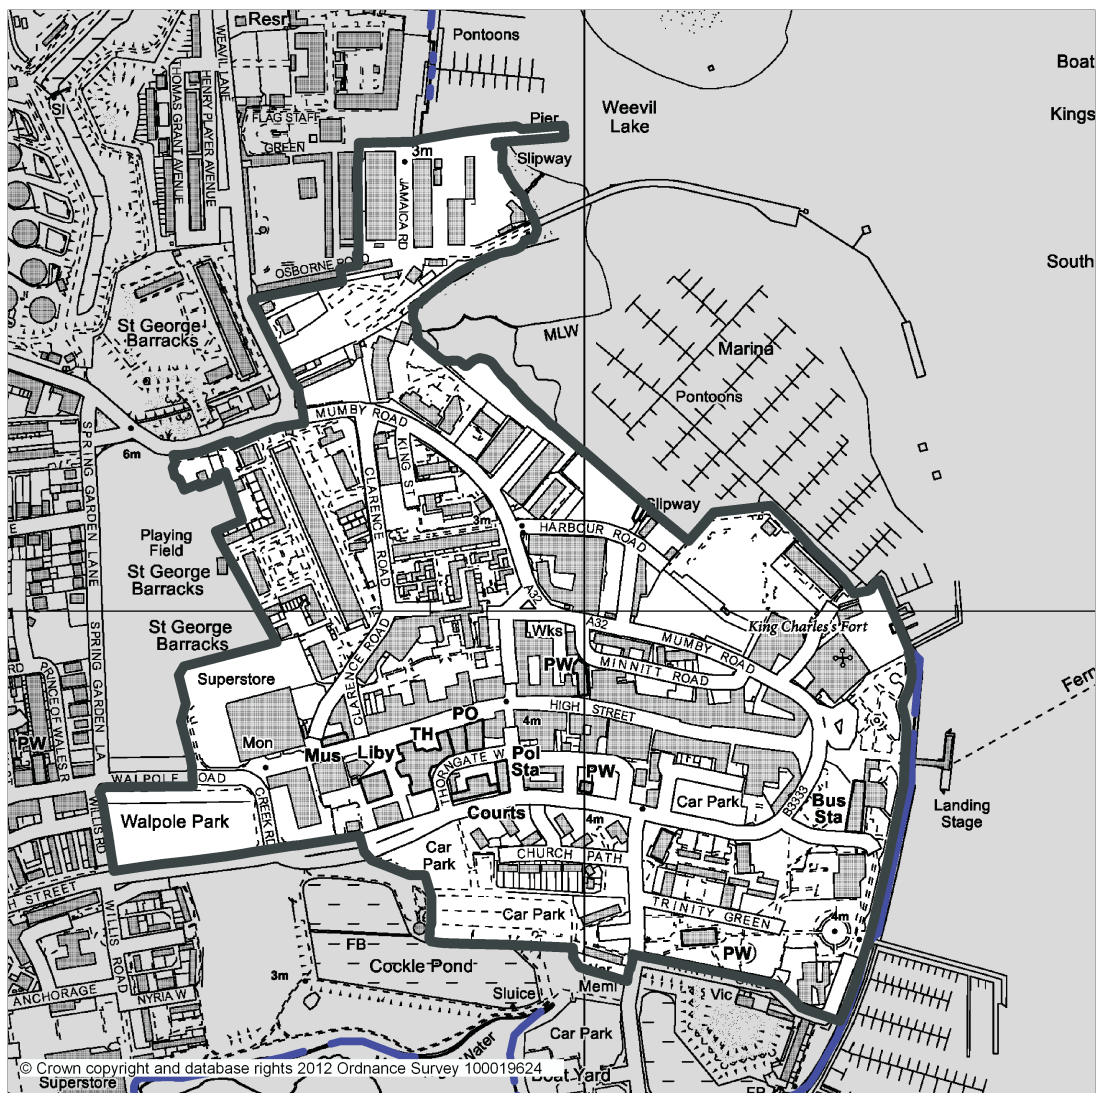 Resr
Pontoons
Boat
WEAVIL LANE
THOMAS GRANT AVENUE
HENRY PLAYER AVENUE
Weevil
Lake
Kings
FLAG STAFF
GREEN
Pier
3m
Slipway
JAMAICA RD
South
OSBORNE ROAD
St George
Barracks
MLW
Marina
Pontoons
MUMBY ROAD
KING ST
CLARENCE ROAD
6m
SPRING GARDEN LANE
Slipway
3m
HARBOUR ROAD
Playing
Field
St George
Barracks
A32
A32
King Charles's Fort
St George
Barracks
Wks
MUMBY ROAD
PW
MINNITT ROAD
SPRING GARDEN LA
PRINCE OF WALES R
RD
Superstore
CLARENCE ROAD
PO
HIGH STREET
4m
Ferr
PW
Mon
Mus
Liby
TH
THORNGATE W
Pol
Sta
PW
WALPOLE ROAD
CREEK RD
WILLIS RD
Walpole Park
Courts
4m
Car Park
B3333
Bus
Sta
Landing
Stage
Car
Park
CHURCH PATH
H STREET
Car Park
TRINITY GREEN
4m
WILLIS ROAD
FB
PW
Cockle Pond
3m
ANCHORAGE
NYRIA W
Sluice
Meml
Vic
Car Park
Water
© Crown copyright and database rights 2012 Ordnance Survey 100019624
Superstore
Boat Yard
FB